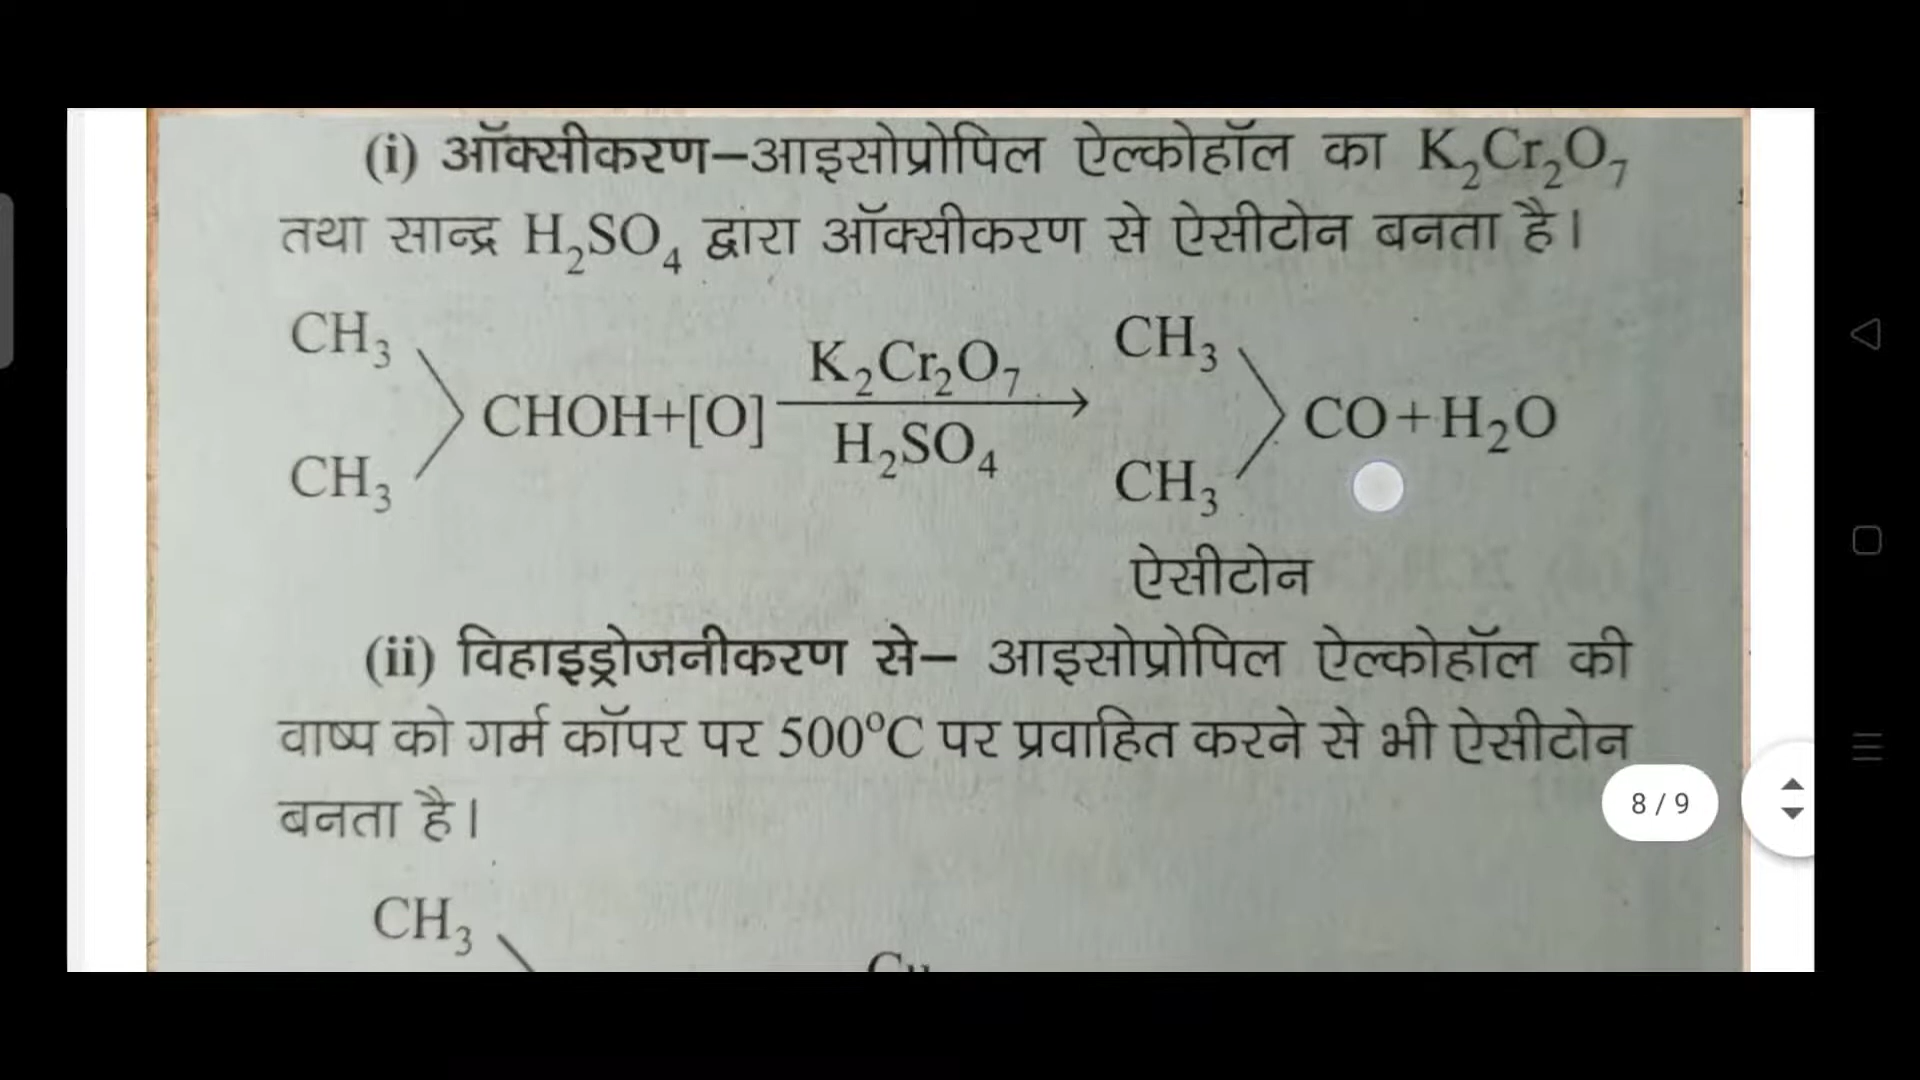 (i) ऑक्सीकरण–आइसोप्रोपिल ऐल्कोहॉल का K₂Cr₂O₇
तथा सान्द्र H₂SO₄ द्वारा ऑक्सीकरण से ऐसीटोन बनता है।
CH₃ CH₃
CHOH+[O] K₂Cr₂O₇ CO+H₂O
H₂SO₄
CH₃ CH₃
ऐसीटोन
(ii) विहाइड्रोजनीकरण से– आइसोप्रोपिल ऐल्कोहॉल की
वाष्प को गर्म कॉपर पर 500°C पर प्रवाहित करने से भी ऐसीटोन
बनता है।
8 / 9
CH₃